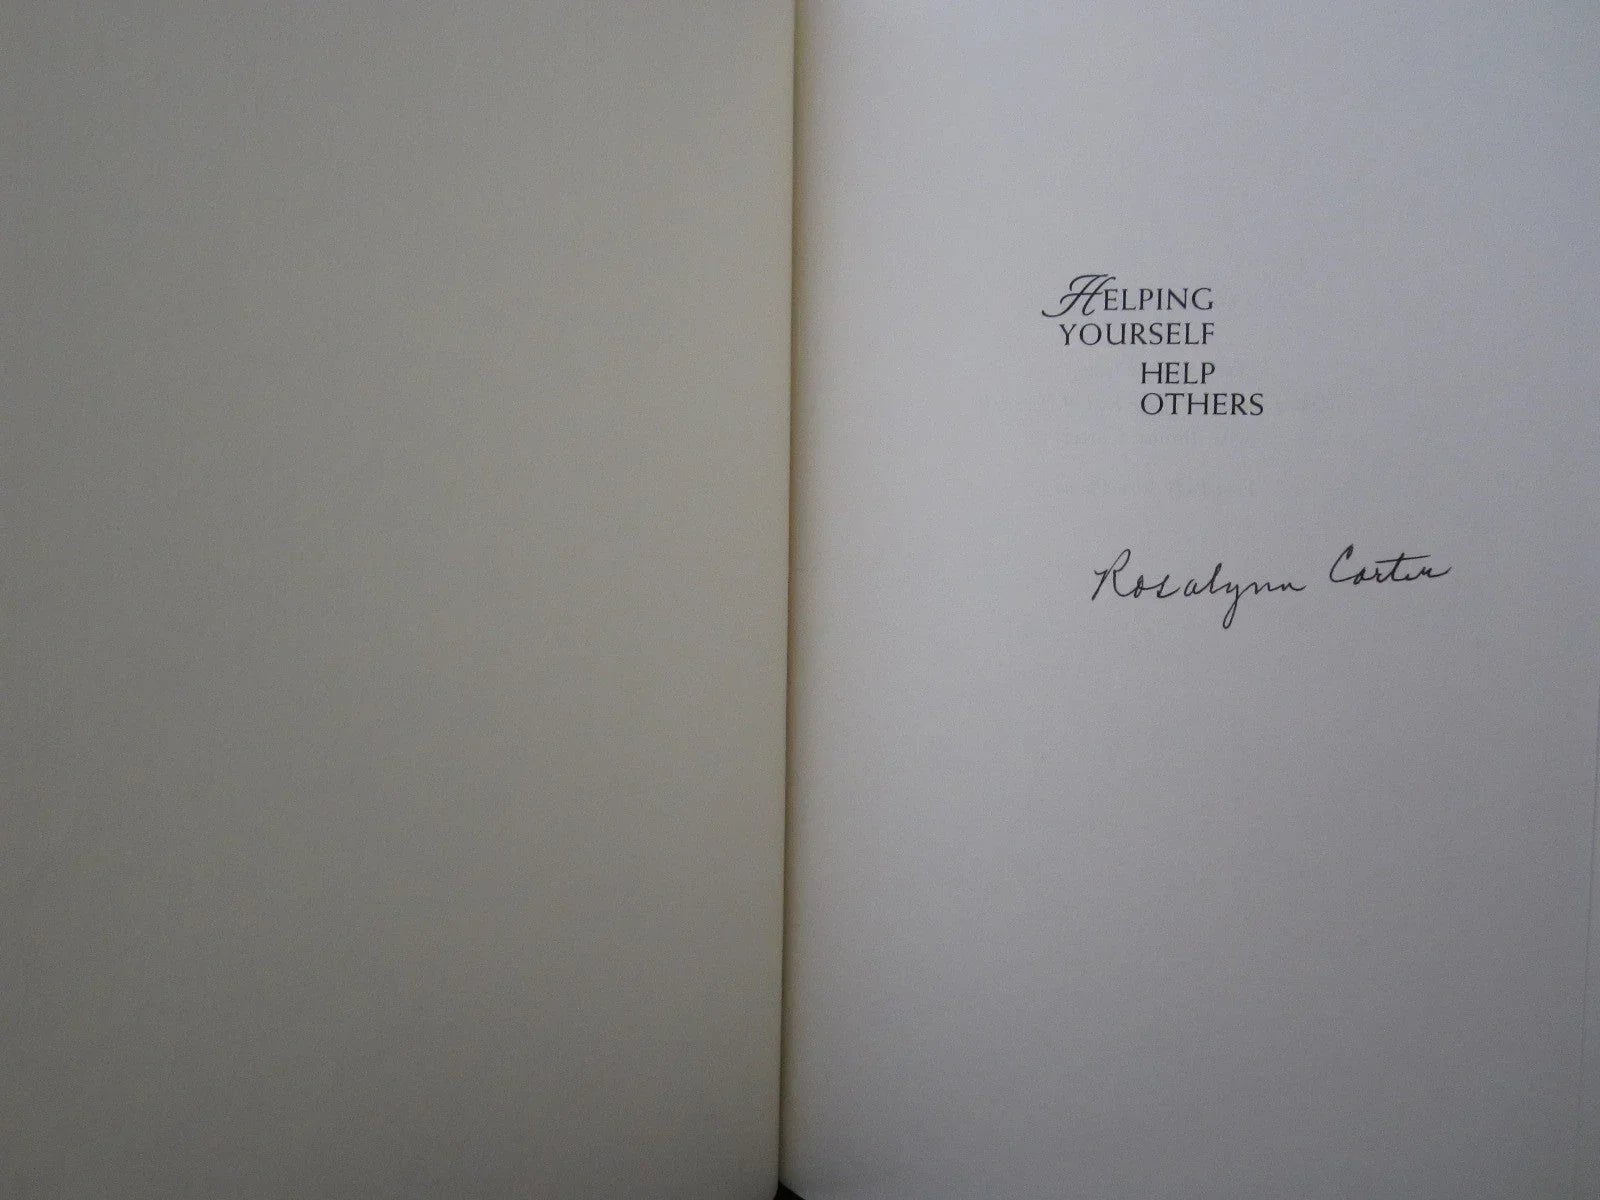 HELPING
YOURSELF
HELP
OTHERS
Rosalynn Carter